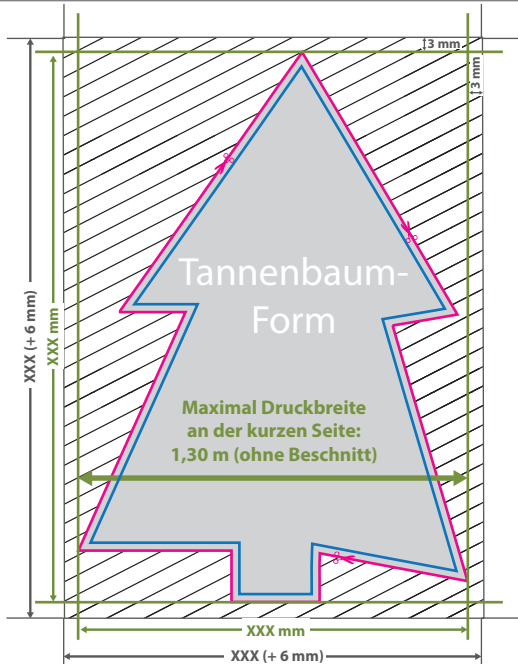 3 mm
3 mm
XXX (+ 6 mm)
XXX mm
Tannenbaum-
Form
Maximal Druckbreite
an der kurzen Seite:
1,30 m (ohne Beschnitt)
XXX mm
XXX (+ 6 mm)